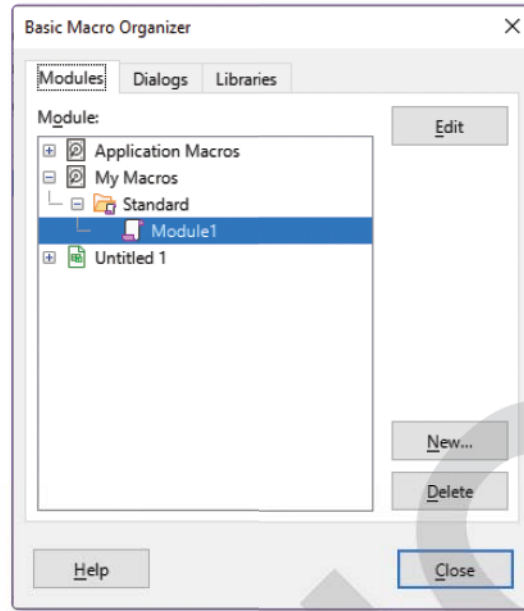 Basic Macro Organizer
Modules Dialogs Libraries
Module:
Edit
Application Macros
My Macros
Standard
Module1
Untitled 1
New...
Delete
Help
Close